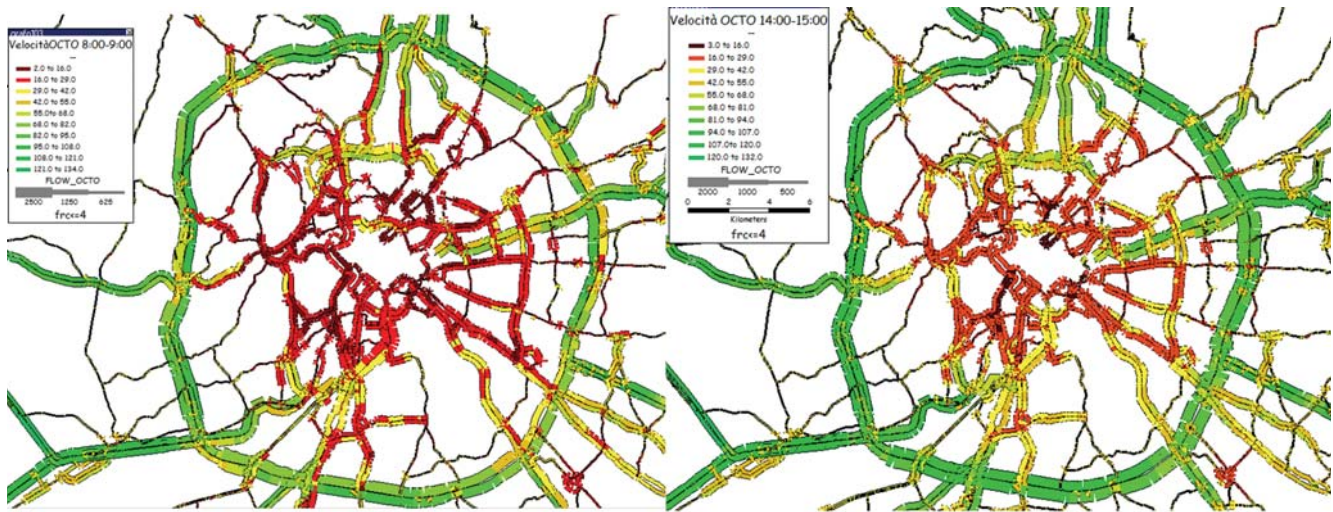 VelocitàOCTO 8:00-9:00
2.0 to 16.0
16.0 to 29.0
29.0 to 42.0
42.0 to 55.0
55.0to 68.0
68.0 to 82.0
82.0 to 95.0
95.0 to 108.0
108.0 to 121.0
121.0 to 134.0
FLOW_OCTO
2500 1250 625
frc<=4
Velocità OCTO 14:00-15:00
3.0 to 16.0
16.0 to 29.0
29.0 to 42.0
42.0 to 55.0
55.0 to 68.0
68.0 to 81.0
81.0 to 94.0
94.0 to 107.0
107.0to 120.0
120.0 to 132.0
FLOW_OCTO
2000 1000 500
0 2 4 6
Kilometers
frc<=4